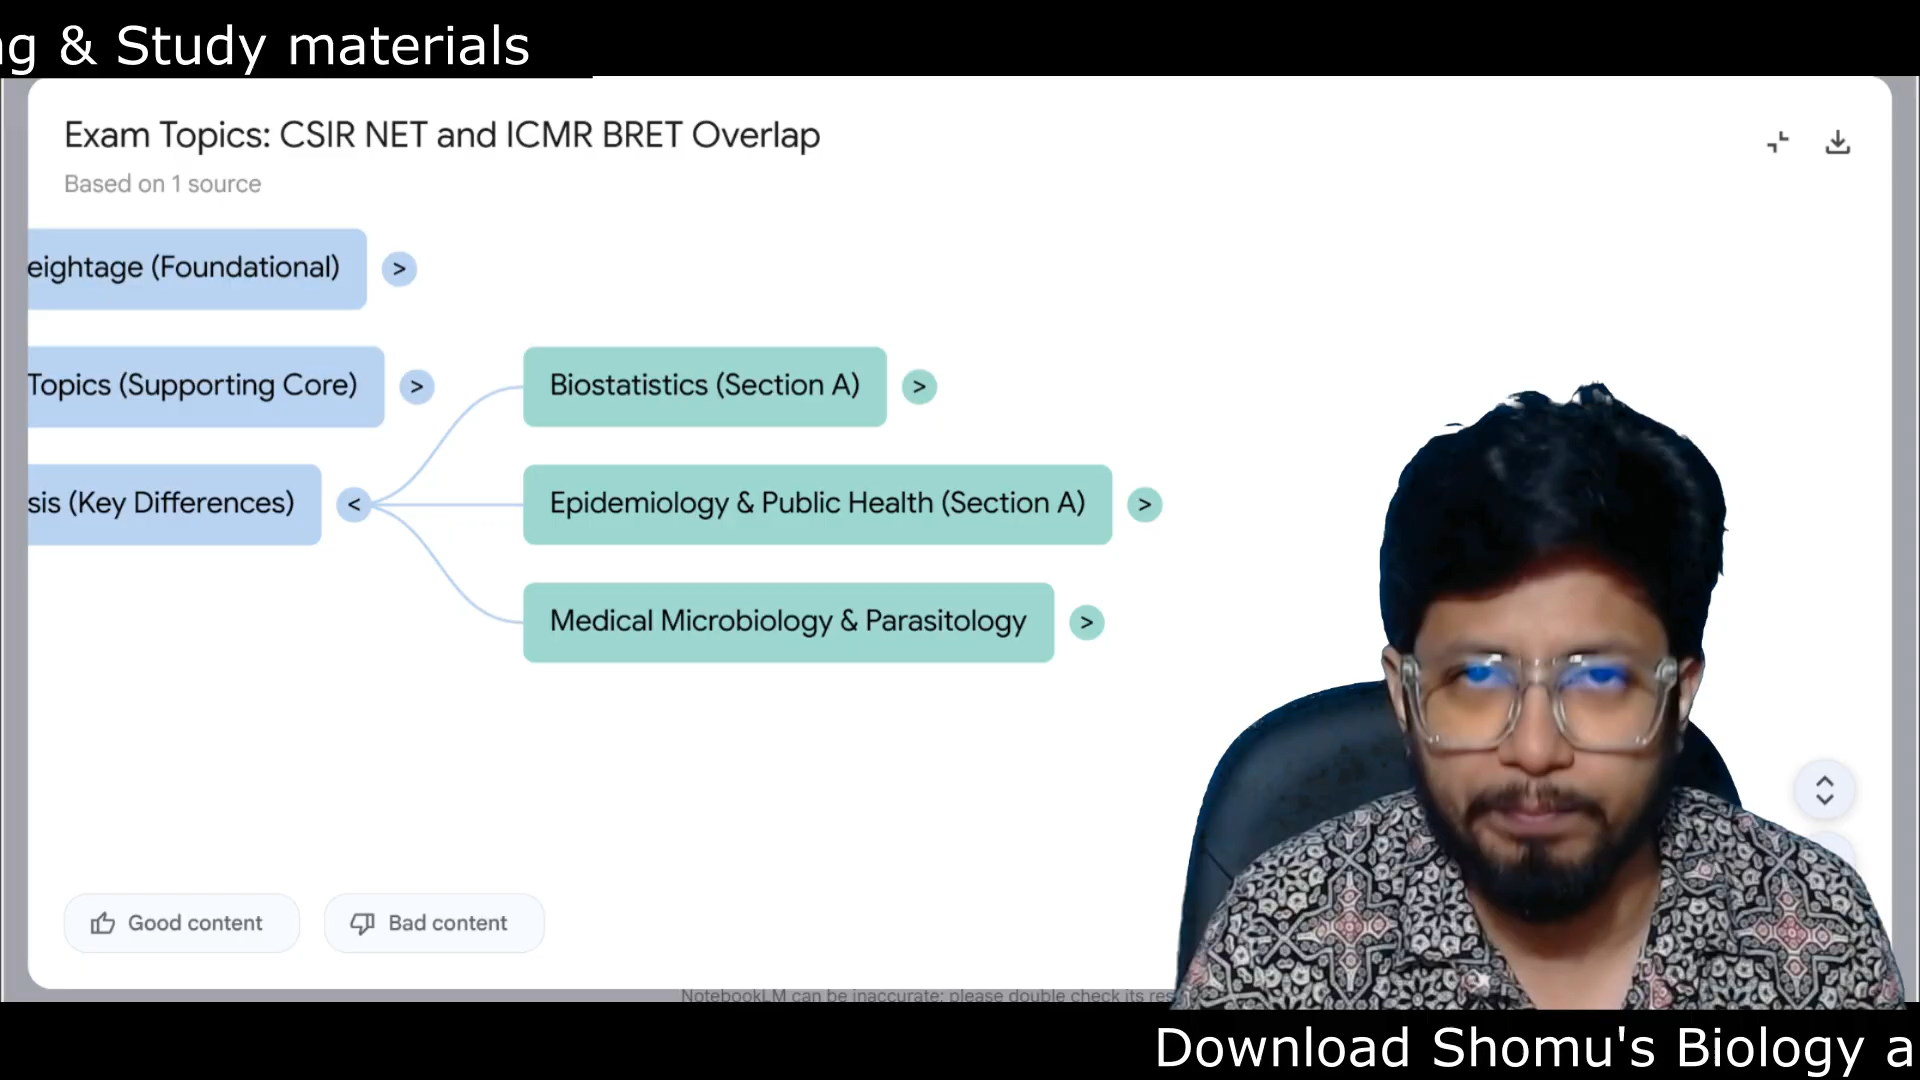 & Study materials
Exam Topics: CSIR NET and ICMR BRET Overlap
Based on 1 source
(Foundational) >
Topics (Supporting Core) >
Biostatistics (Section A) >
(Key Differences) <
Epidemiology & Public Health (Section A) >
Medical Microbiology & Parasitology >
Good content
Bad content
NotebookLM can be inaccurate; please double check its
Download Shomu's Biology a